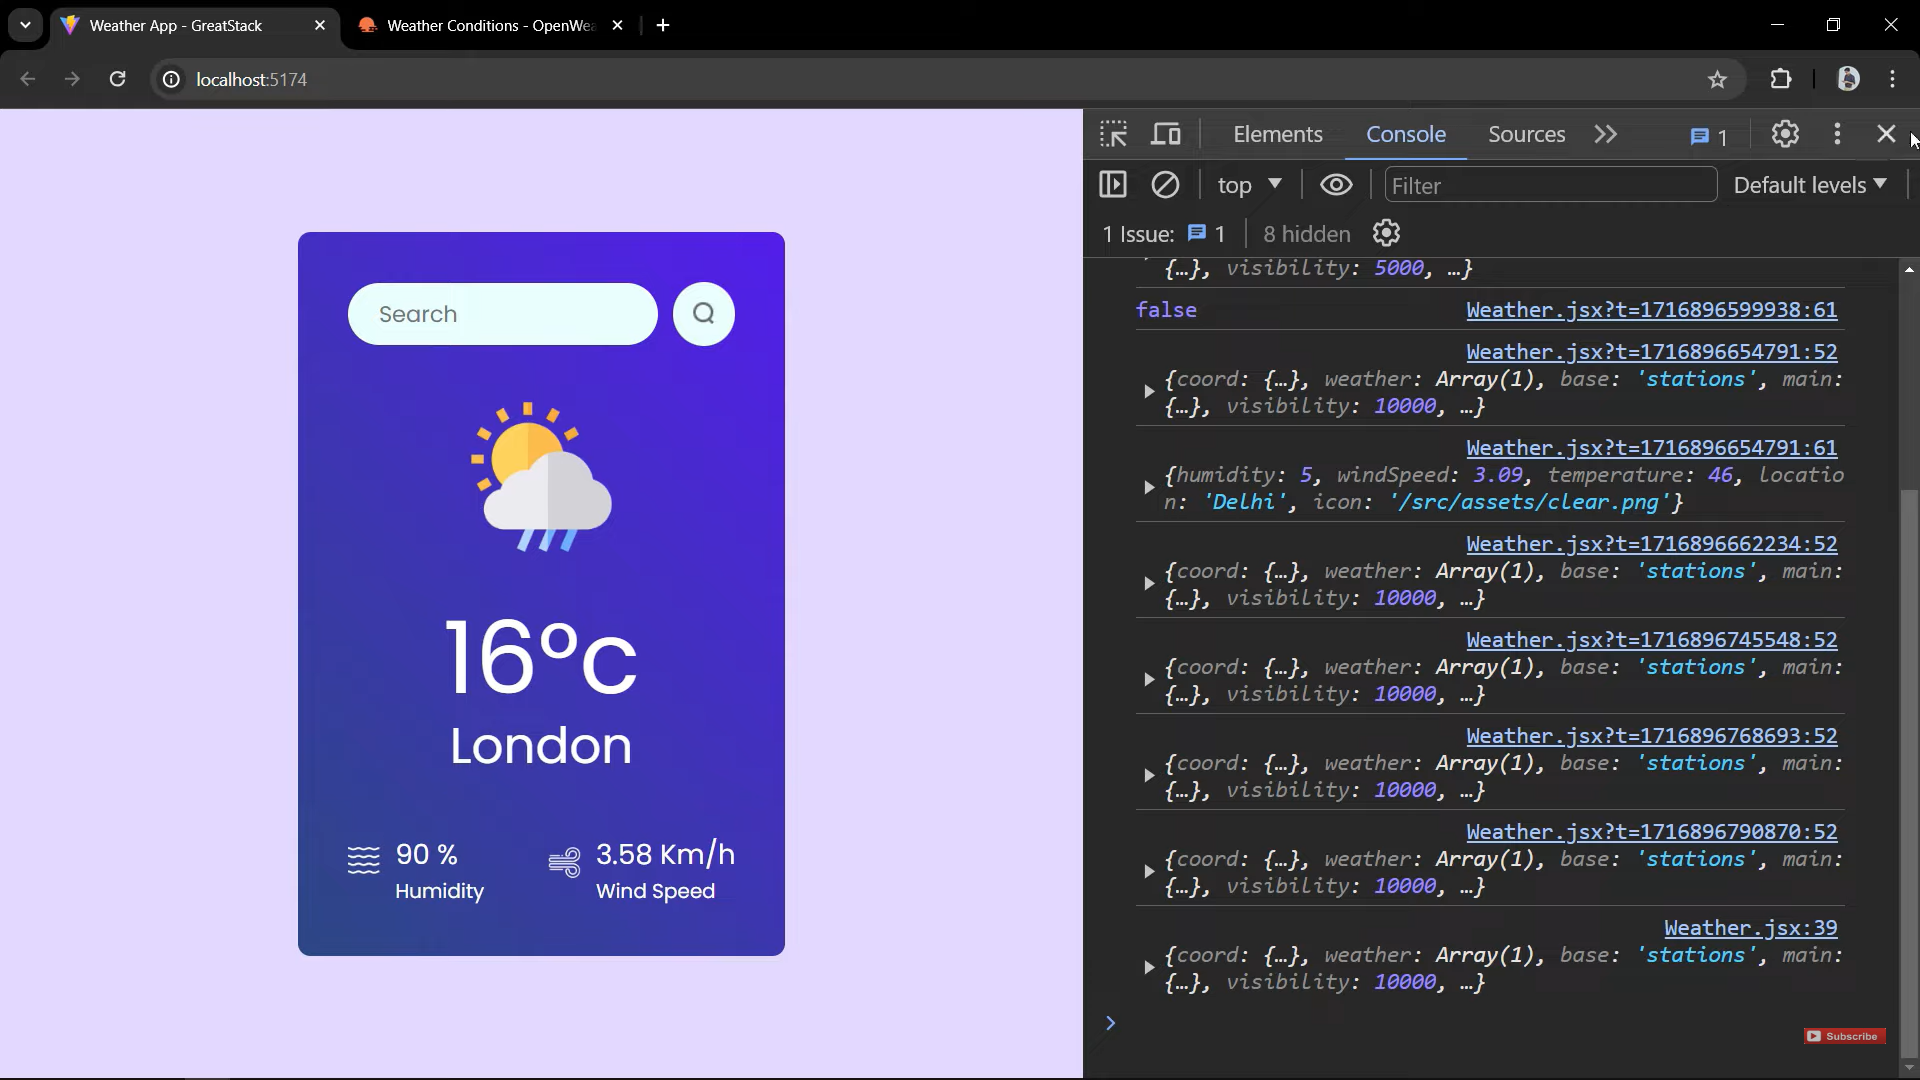 Weather App - GreatStack
Weather Conditions - OpenWea
localhost:5174
Search
16°c
London
90 %
Humidity
3.58 Km/h
Wind Speed
Elements Console Sources 1
top Filter Default levels
1 Issue: 1 8 hidden
{…}, visibility: 5000, …}
false Weather.jsx?t=1716896599938:61
Weather.jsx?t=1716896654791:52
{coord: {…}, weather: Array(1), base: 'stations', main:
{…}, visibility: 10000, …}
Weather.jsx?t=1716896654791:61
{humidity: 5, windSpeed: 3.09, temperature: 46, locatio
n: 'Delhi', icon: '/src/assets/clear.png'}
Weather.jsx?t=1716896662234:52
{coord: {…}, weather: Array(1), base: 'stations', main:
{…}, visibility: 10000, …}
Weather.jsx?t=1716896745548:52
{coord: {…}, weather: Array(1), base: 'stations', main:
{…}, visibility: 10000, …}
Weather.jsx?t=1716896768693:52
{coord: {…}, weather: Array(1), base: 'stations', main:
{…}, visibility: 10000, …}
Weather.jsx?t=1716896790870:52
{coord: {…}, weather: Array(1), base: 'stations', main:
{…}, visibility: 10000, …}
Weather.jsx:39
{coord: {…}, weather: Array(1), base: 'stations', main:
{…}, visibility: 10000, …}
Subscribe